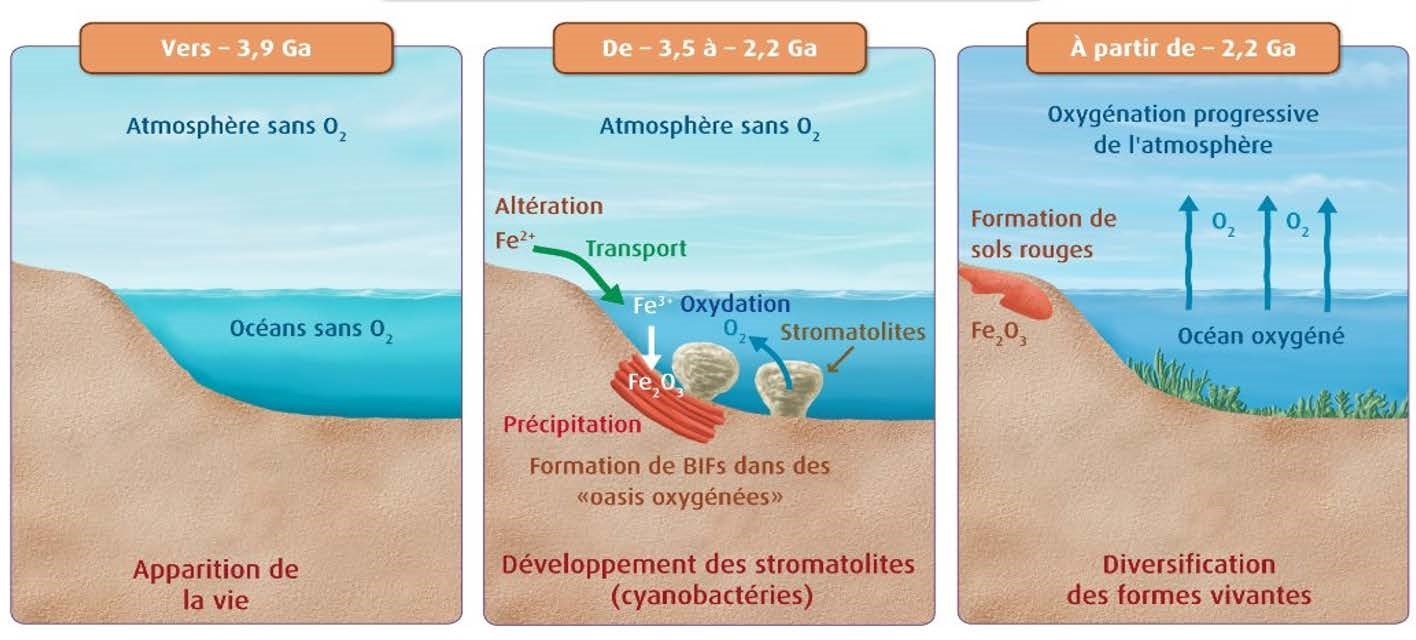 Vers – 3,9 Ga
Atmosphère sans O₂
Océans sans O₂
Apparition de
la vie
De – 3,5 à – 2,2 Ga
Atmosphère sans O₂
Altération
Fe²⁺
Transport
Fe³⁺ Oxydation
O₂
Stromatolites
Fe₂O₃
Précipitation
Formation de BIFs dans des
«oasis oxygénées»
Développement des stromatolites
(cyanobactéries)
À partir de – 2,2 Ga
Oxygénation progressive
de l'atmosphère
Formation de
sols rouges
O₂ O₂
Fe₂O₃
Océan oxygéné
Diversification
des formes vivantes